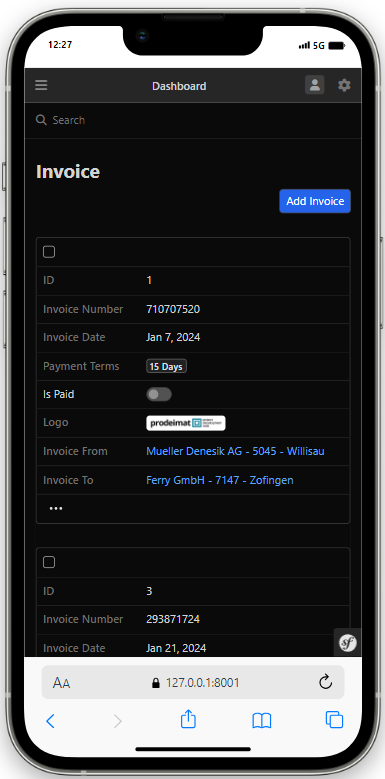 12:27
5G
Dashboard
Search
Invoice
Add Invoice
ID 1
Invoice Number 710707520
Invoice Date Jan 7, 2024
Payment Terms 15 Days
Is Paid
Logo prodeimat
Invoice From Mueller Denesik AG - 5045 - Willisau
Invoice To Ferry GmbH - 7147 - Zofingen
•••
ID 3
Invoice Number 293871724
Invoice Date Jan 21, 2024
sf
AA 127.0.0.1:8001